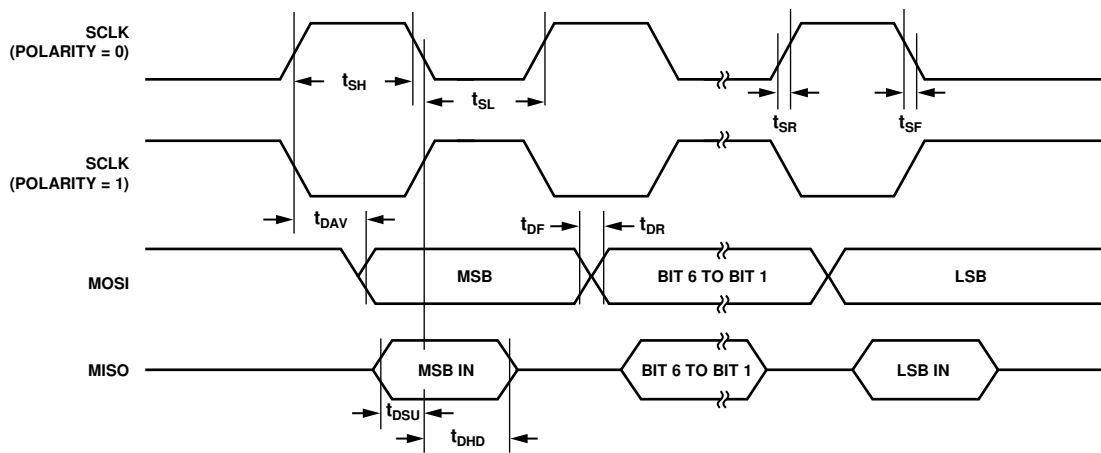 SCLK
(POLARITY = 0)
tSH
tSL
tSR
tSF
SCLK
(POLARITY = 1)
tDAV
tDF
tDR
MOSI
MSB
BIT 6 TO BIT 1
LSB
MISO
MSB IN
BIT 6 TO BIT 1
LSB IN
tDSU
tDHD